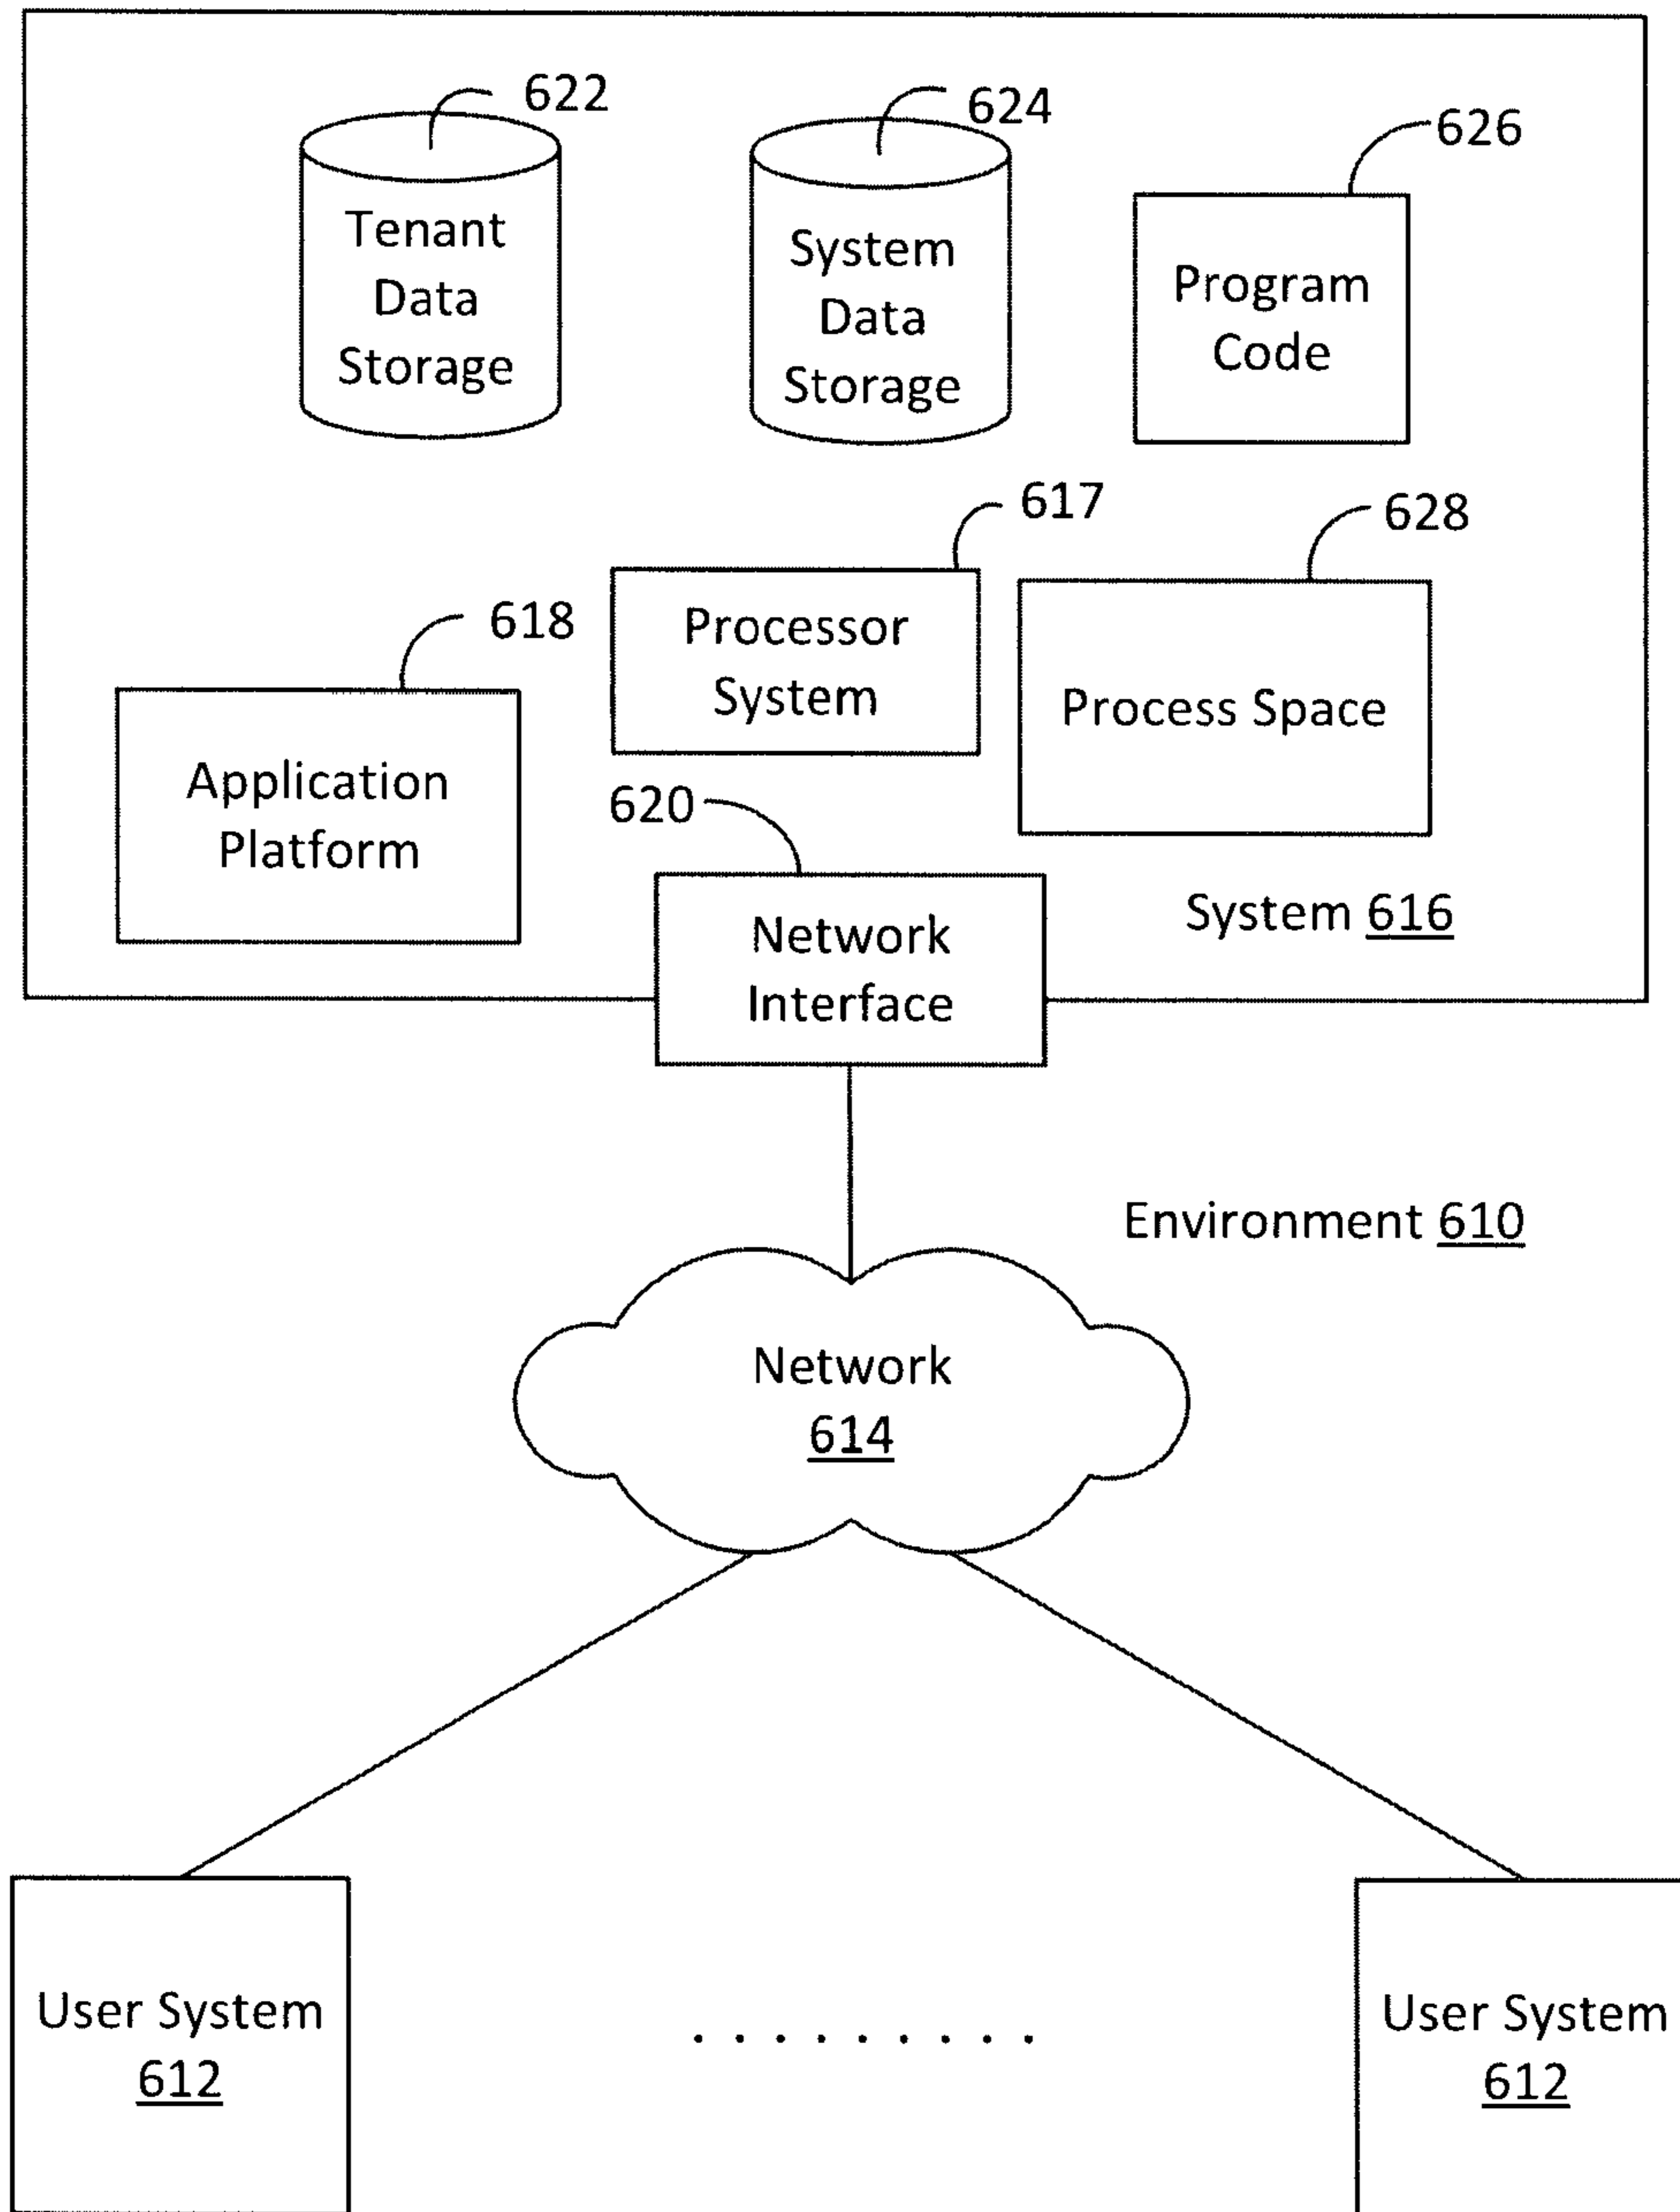 622
624
626
Tenant
Data
Storage
System
Data
Storage
Program
Code
617
628
618
Processor
System
Process Space
Application
Platform
620
System 616
Network
Interface
Environment 610
Network
614
User System
612
. . . . . . . . .
User System
612